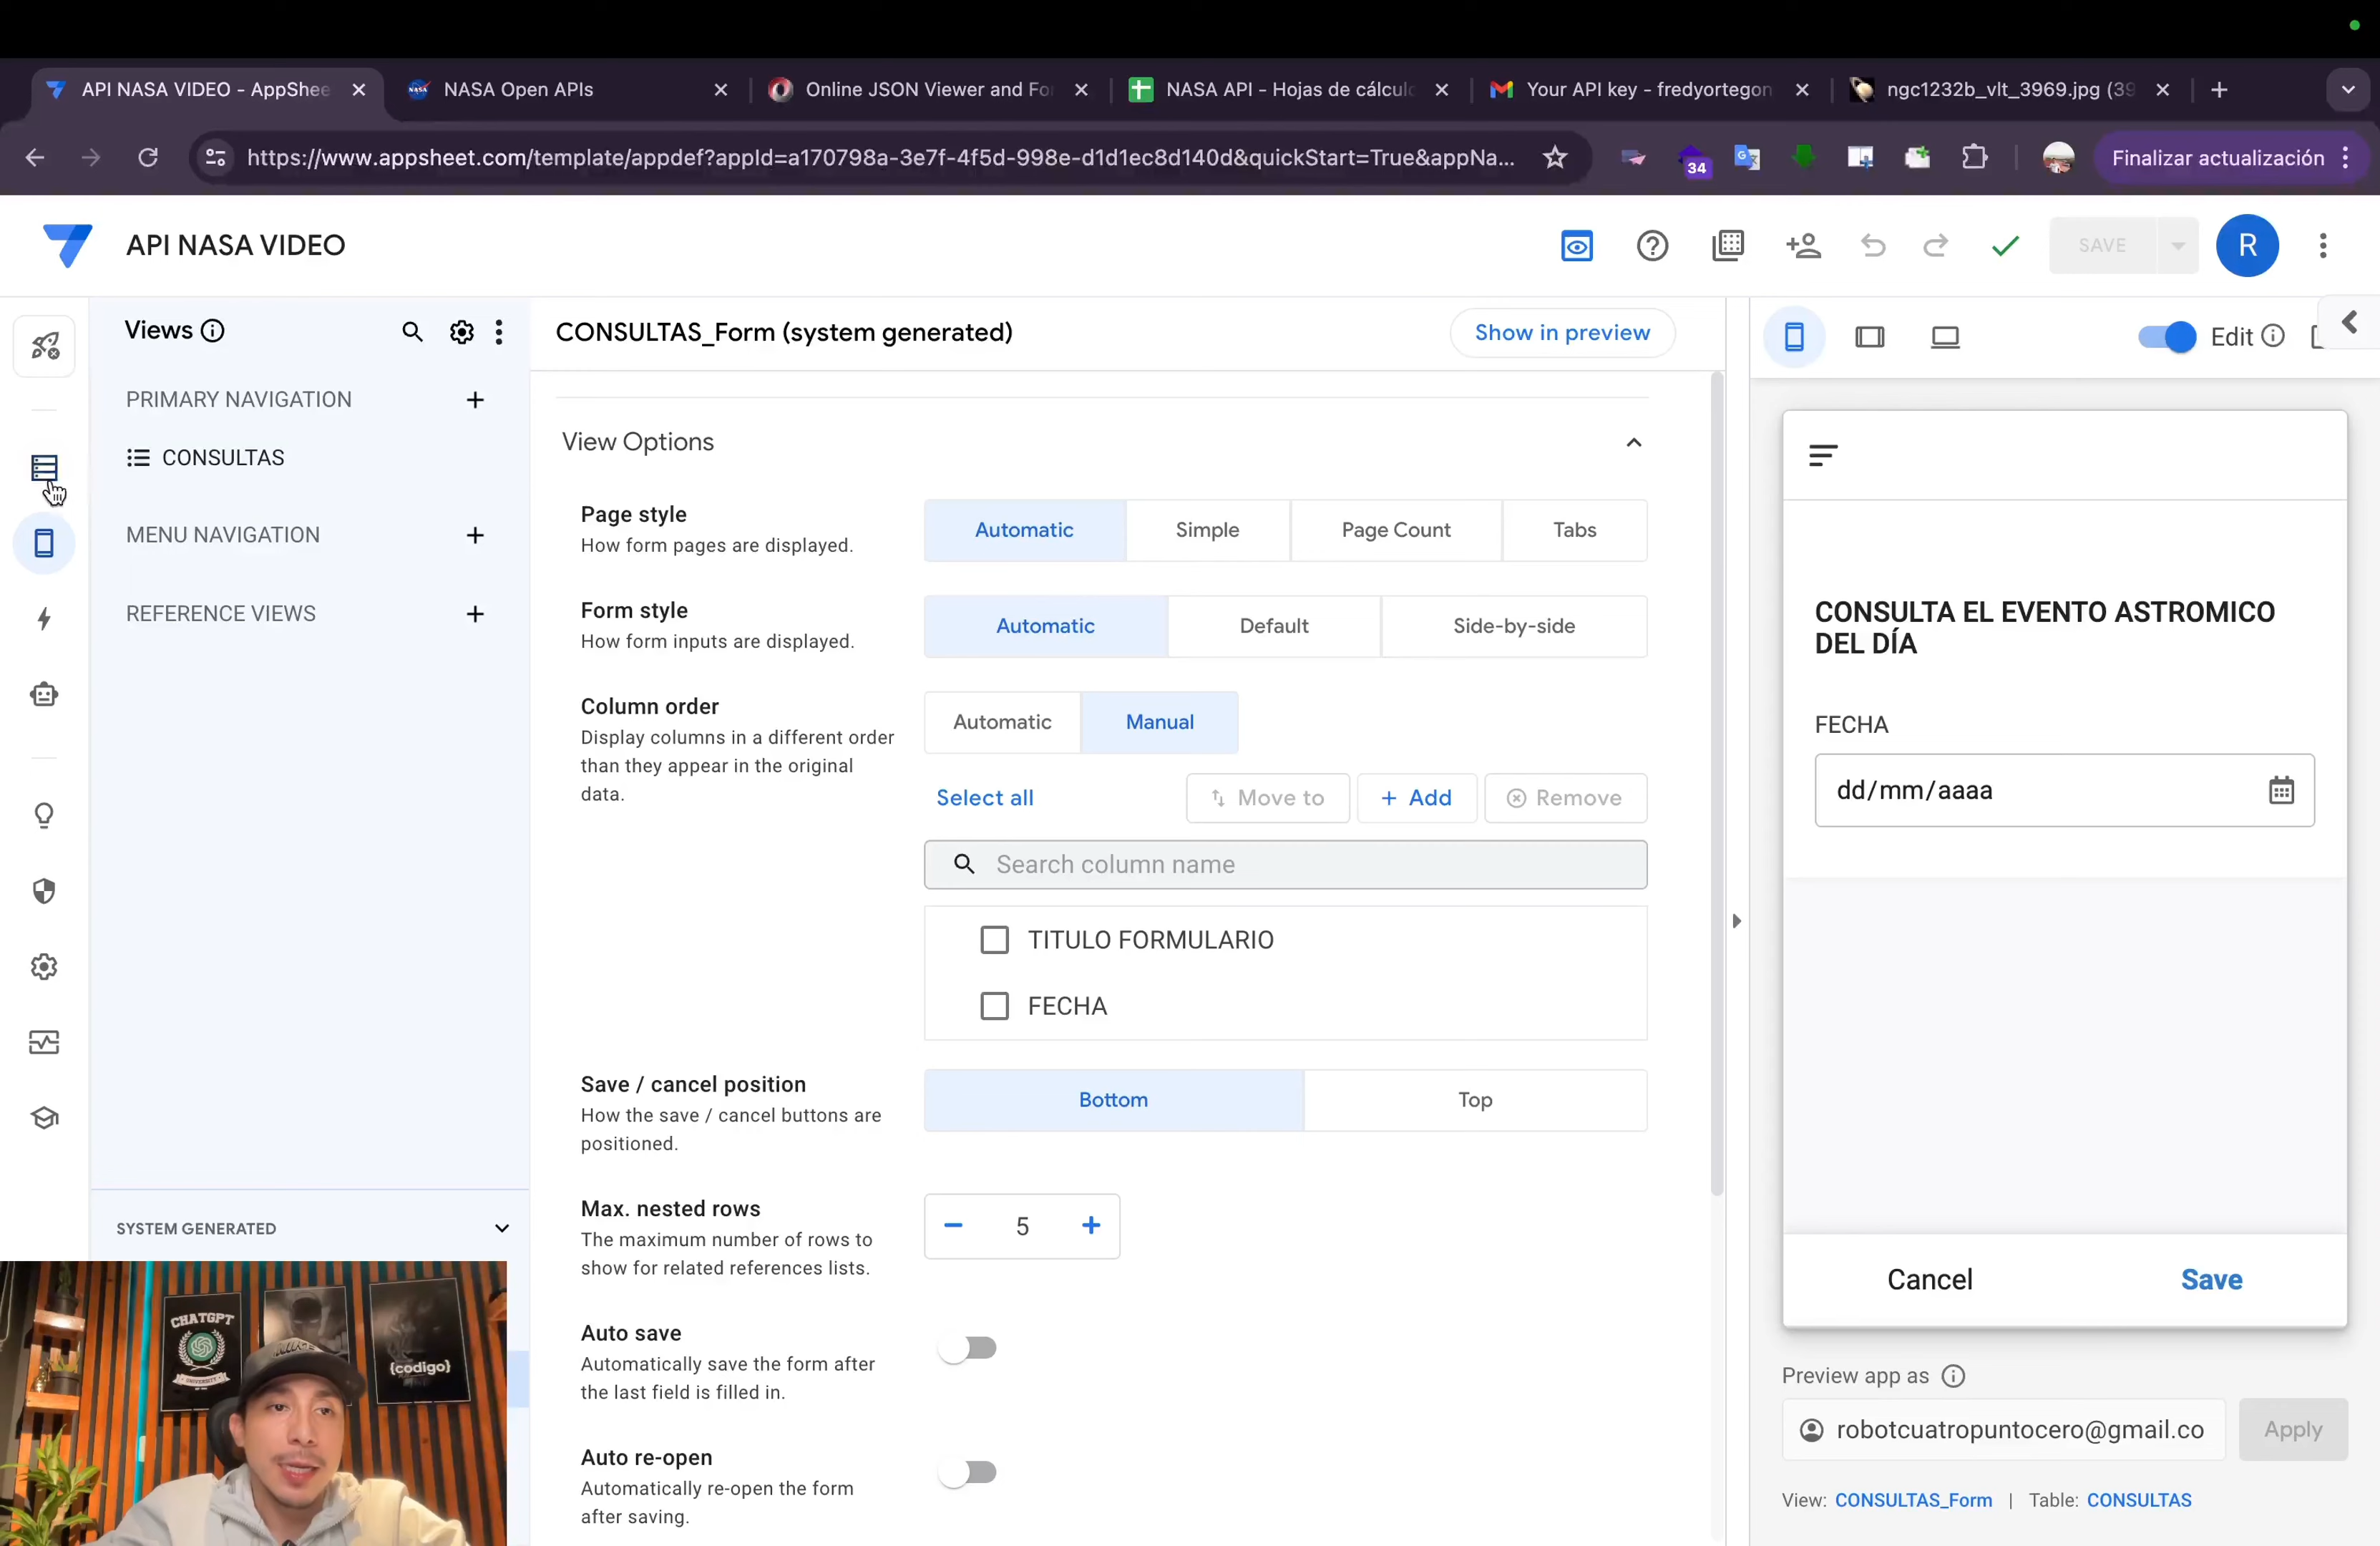 API NASA VIDEO - AppShee
NASA Open APIs
Online JSON Viewer and For
NASA API - Hojas de cálculo
Your API key - fredyortegon
ngc1232b_vlt_3969.jpg (39
https://www.appsheet.com/template/appdef?appId=a170798a-3e7f-4f5d-998e-d1d1ec8d140d&quickStart=True&appNa...
34
Finalizar actualización
API NASA VIDEO
SAVE
R
Views
PRIMARY NAVIGATION
CONSULTAS
MENU NAVIGATION
REFERENCE VIEWS
SYSTEM GENERATED
CHATGPT
UNIVERSITY
{codigo}
CONSULTAS_Form (system generated)
Show in preview
View Options
Page style
How form pages are displayed.
Automatic
Simple
Page Count
Tabs
Form style
How form inputs are displayed.
Automatic
Default
Side-by-side
Column order
Display columns in a different order
than they appear in the original
data.
Automatic
Manual
Select all
Move to
Add
Remove
Search column name
TITULO FORMULARIO
FECHA
Save / cancel position
How the save / cancel buttons are
positioned.
Bottom
Top
Max. nested rows
The maximum number of rows to
show for related references lists.
5
Auto save
Automatically save the form after
the last field is filled in.
Auto re-open
Automatically re-open the form
after saving.
Edit
CONSULTA EL EVENTO ASTROMICO
DEL DÍA
FECHA
dd/mm/aaaa
Cancel
Save
Preview app as
robotcuatropuntocero@gmail.co
Apply
View: CONSULTAS_Form | Table: CONSULTAS